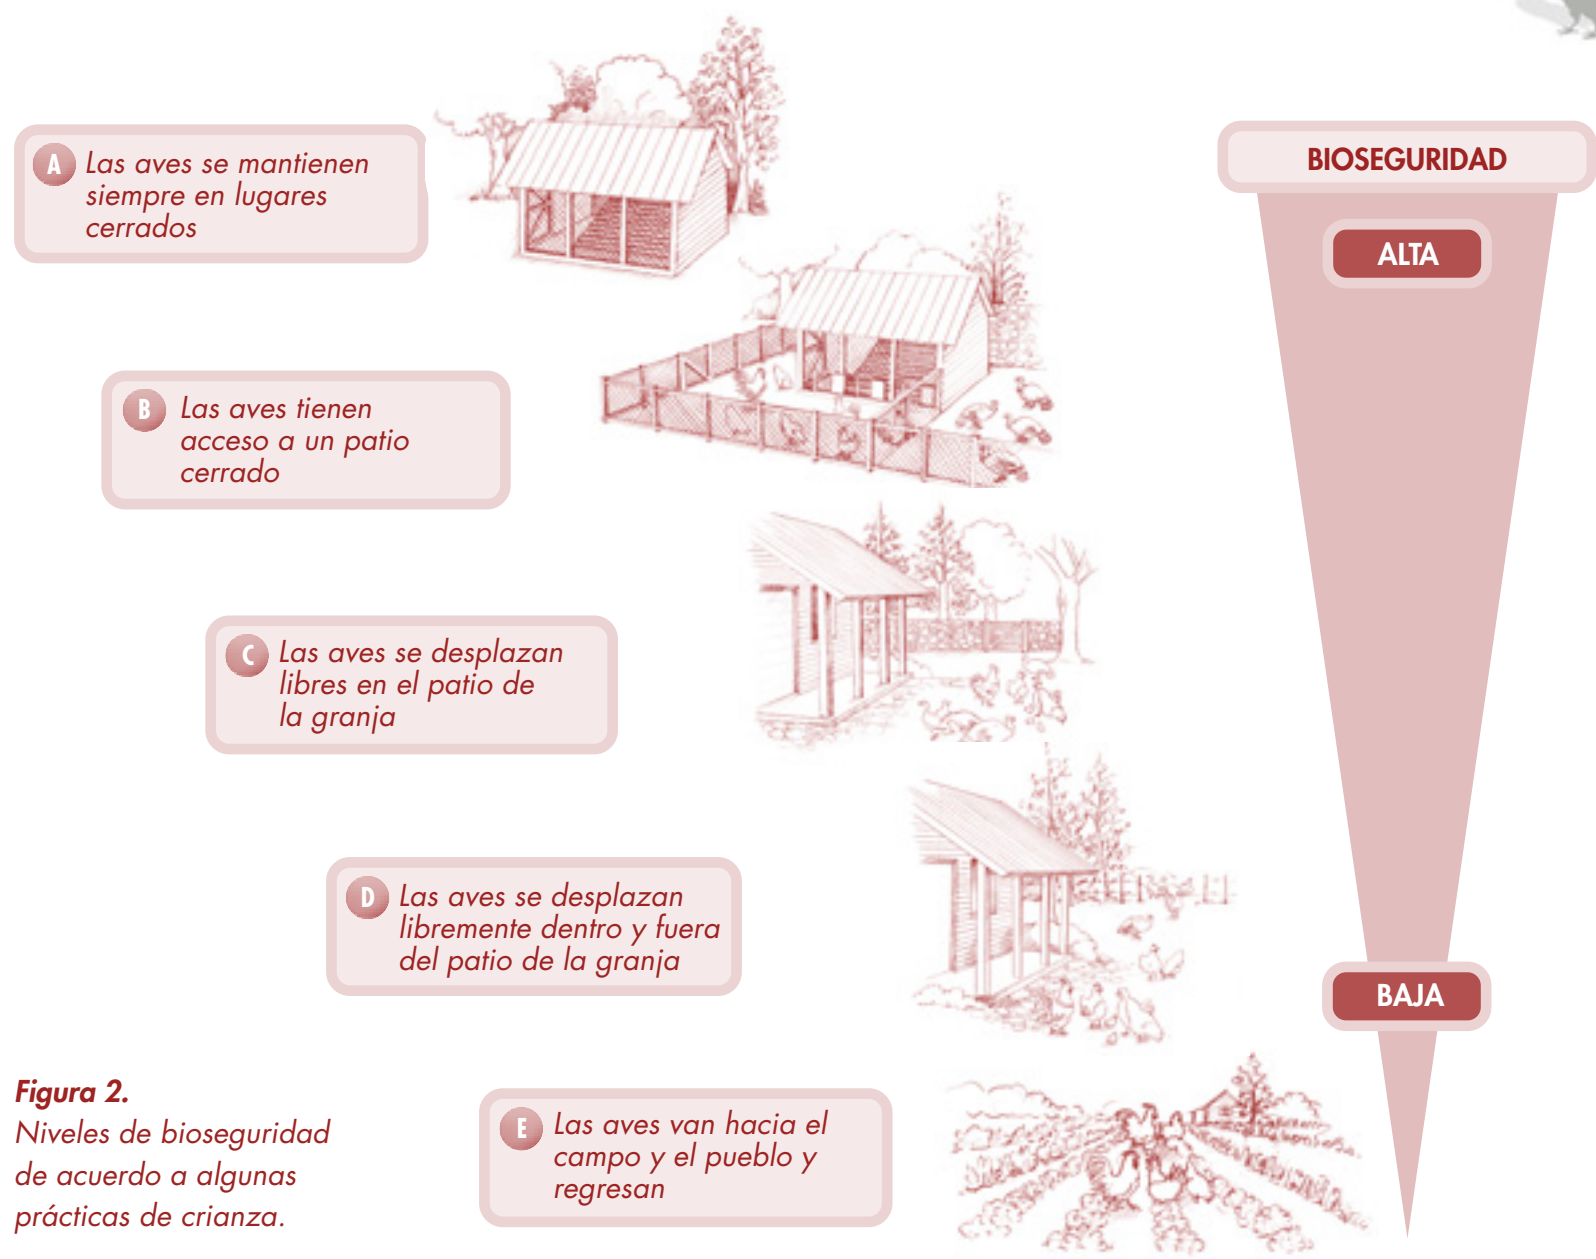 A Las aves se mantienen
siempre en lugares
cerrados
BIOSEGURIDAD
ALTA
B Las aves tienen
acceso a un patio
cerrado
C Las aves se desplazan
libres en el patio de
la granja
D Las aves se desplazan
libremente dentro y fuera
del patio de la granja
BAJA
E Las aves van hacia el
campo y el pueblo y
regresan
Figura 2.
Niveles de bioseguridad
de acuerdo a algunas
prácticas de crianza.